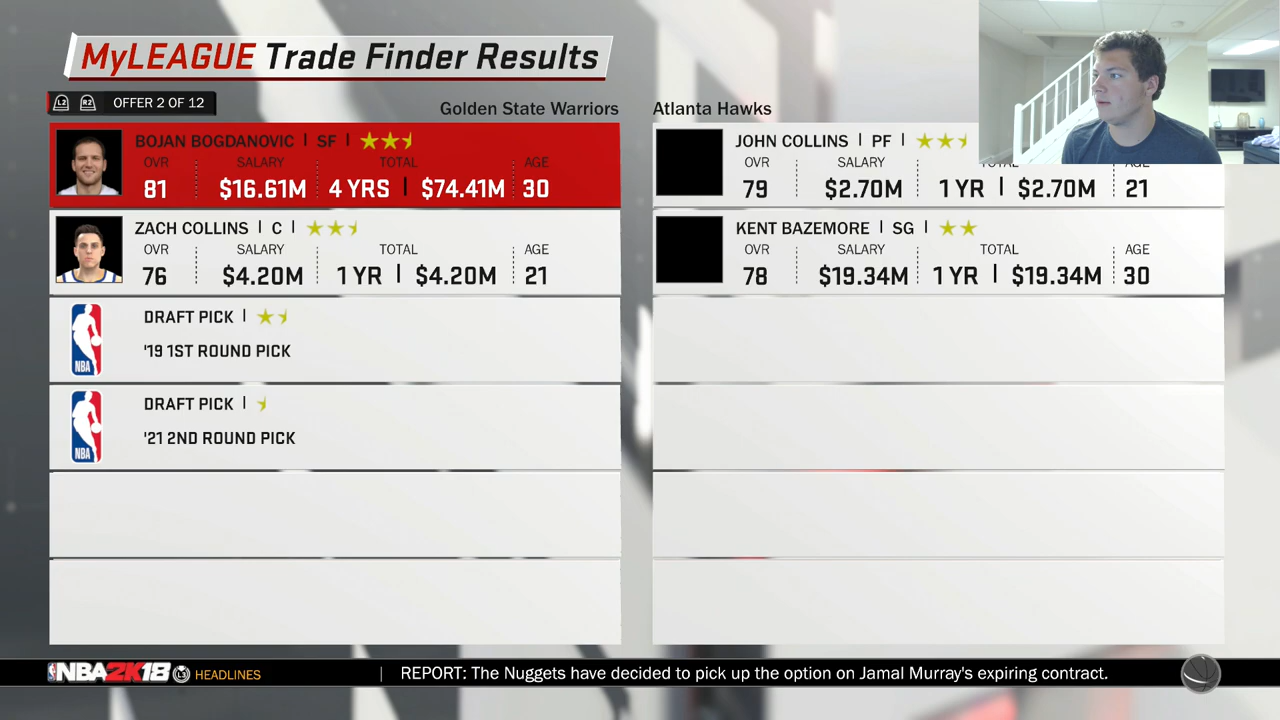 MyLEAGUE Trade Finder Results
L2 R2 OFFER 2 OF 12
Golden State Warriors
Atlanta Hawks
BOJAN BOGDANOVIC | SF |
OVR SALARY TOTAL AGE
81 $16.61M 4 YRS | $74.41M 30
ZACH COLLINS | C |
OVR SALARY TOTAL AGE
76 $4.20M 1 YR | $4.20M 21
DRAFT PICK |
'19 1ST ROUND PICK
DRAFT PICK |
'21 2ND ROUND PICK
JOHN COLLINS | PF |
OVR SALARY TOTAL AGE
79 $2.70M 1 YR | $2.70M 21
KENT BAZEMORE | SG |
OVR SALARY TOTAL AGE
78 $19.34M 1 YR | $19.34M 30
NBA
NBA
NBA2K18 HEADLINES | REPORT: The Nuggets have decided to pick up the option on Jamal Murray's expiring contract.